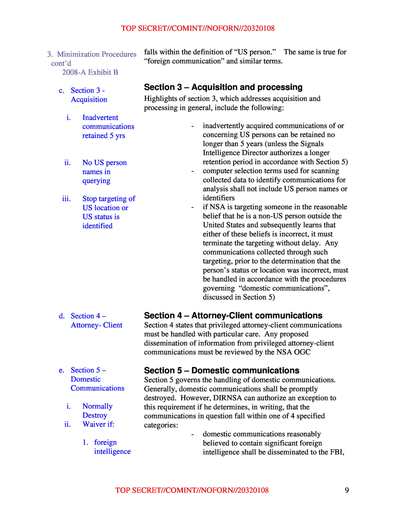 TOP SECRET//COMINT//NOFORN//20320108
3. Minimization Procedures
cont'd
2008-A Exhibit B
falls within the definition of "US person." The same is true for
"foreign communication" and similar terms.
c. Section 3 -
Acquisition
i. Inadvertent
communications
retained 5 yrs
ii. No US person
names in
querying
iii. Stop targeting of
US location or
US status is
identified
Section 3 – Acquisition and processing
Highlights of section 3, which addresses acquisition and
processing in general, include the following:
- inadvertently acquired communications of or
concerning US persons can be retained no
longer than 5 years (unless the Signals
Intelligence Director authorizes a longer
retention period in accordance with Section 5)
- computer selection terms used for scanning
collected data to identify communications for
analysis shall not include US person names or
identifiers
- if NSA is targeting someone in the reasonable
belief that he is a non-US person outside the
United States and subsequently learns that
either of these beliefs is incorrect, it must
terminate the targeting without delay. Any
communications collected through such
targeting, prior to the determination that the
person's status or location was incorrect, must
be handled in accordance with the procedures
governing "domestic communications",
discussed in Section 5)
d. Section 4 –
Attorney- Client
Section 4 – Attorney-Client communications
Section 4 states that privileged attorney-client communications
must be handled with particular care. Any proposed
dissemination of information from privileged attorney-client
communications must be reviewed by the NSA OGC
e. Section 5 –
Domestic
Communications
i. Normally
Destroy
ii. Waiver if:
1. foreign
intelligence
Section 5 – Domestic communications
Section 5 governs the handling of domestic communications.
Generally, domestic communications shall be promptly
destroyed. However, DIRNSA can authorize an exception to
this requirement if he determines, in writing, that the
communications in question fall within one of 4 specified
categories:
- domestic communications reasonably
believed to contain significant foreign
intelligence shall be disseminated to the FBI,
TOP SECRET//COMINT//NOFORN//20320108
9